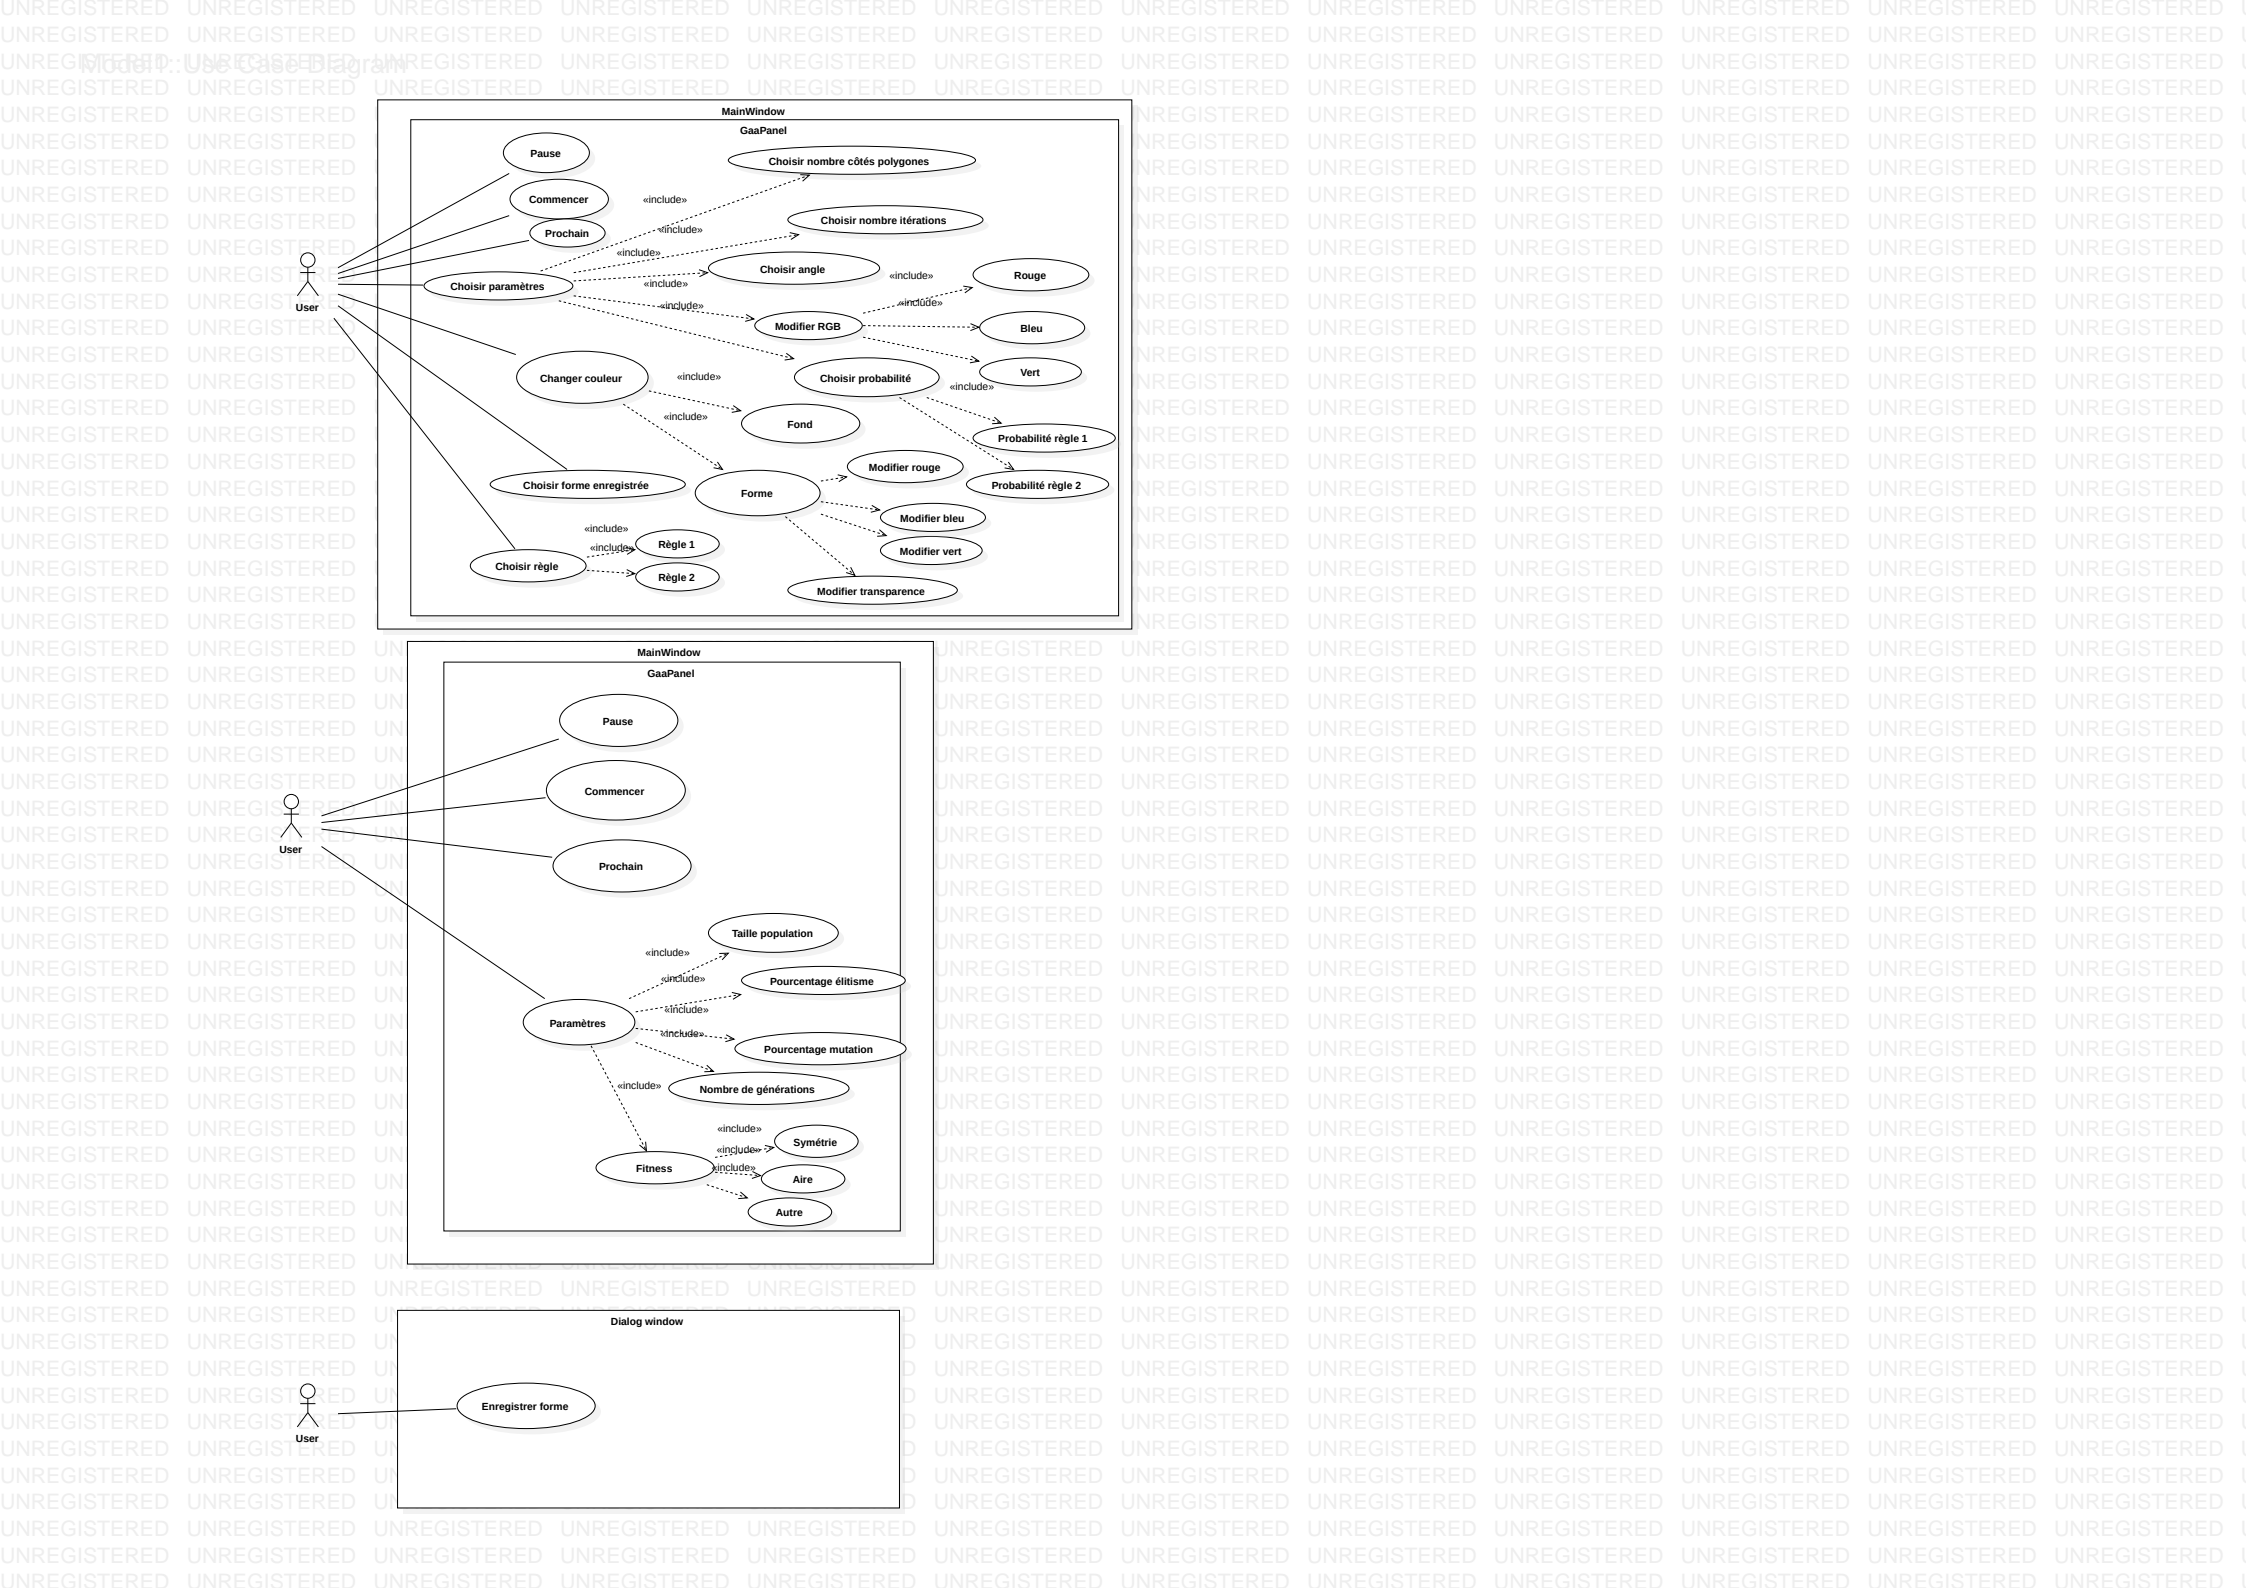 Model1::Use Case Diagram
MainWindow
GaaPanel
Pause
Choisir nombre côtés polygones
Commencer
«include»
Choisir nombre itérations
Prochain
«include»
«include»
Choisir angle
«include»
Rouge
Choisir paramètres
«include»
User
«include»
«include»
Modifier RGB
Bleu
Changer couleur
«include»
Choisir probabilité
Vert
«include»
«include»
Fond
Probabilité règle 1
Modifier rouge
Choisir forme enregistrée
Forme
Probabilité règle 2
Modifier bleu
«include»
«include»
Règle 1
Modifier vert
Choisir règle
Règle 2
Modifier transparence
MainWindow
GaaPanel
Pause
Commencer
User
Prochain
Taille population
«include»
«include»
Pourcentage élitisme
«include»
Paramètres
«include»
Pourcentage mutation
«include»
Nombre de générations
«include»
Symétrie
«include»
Fitness
«include»
Aire
Autre
Dialog window
Enregistrer forme
User
UNREGISTERED